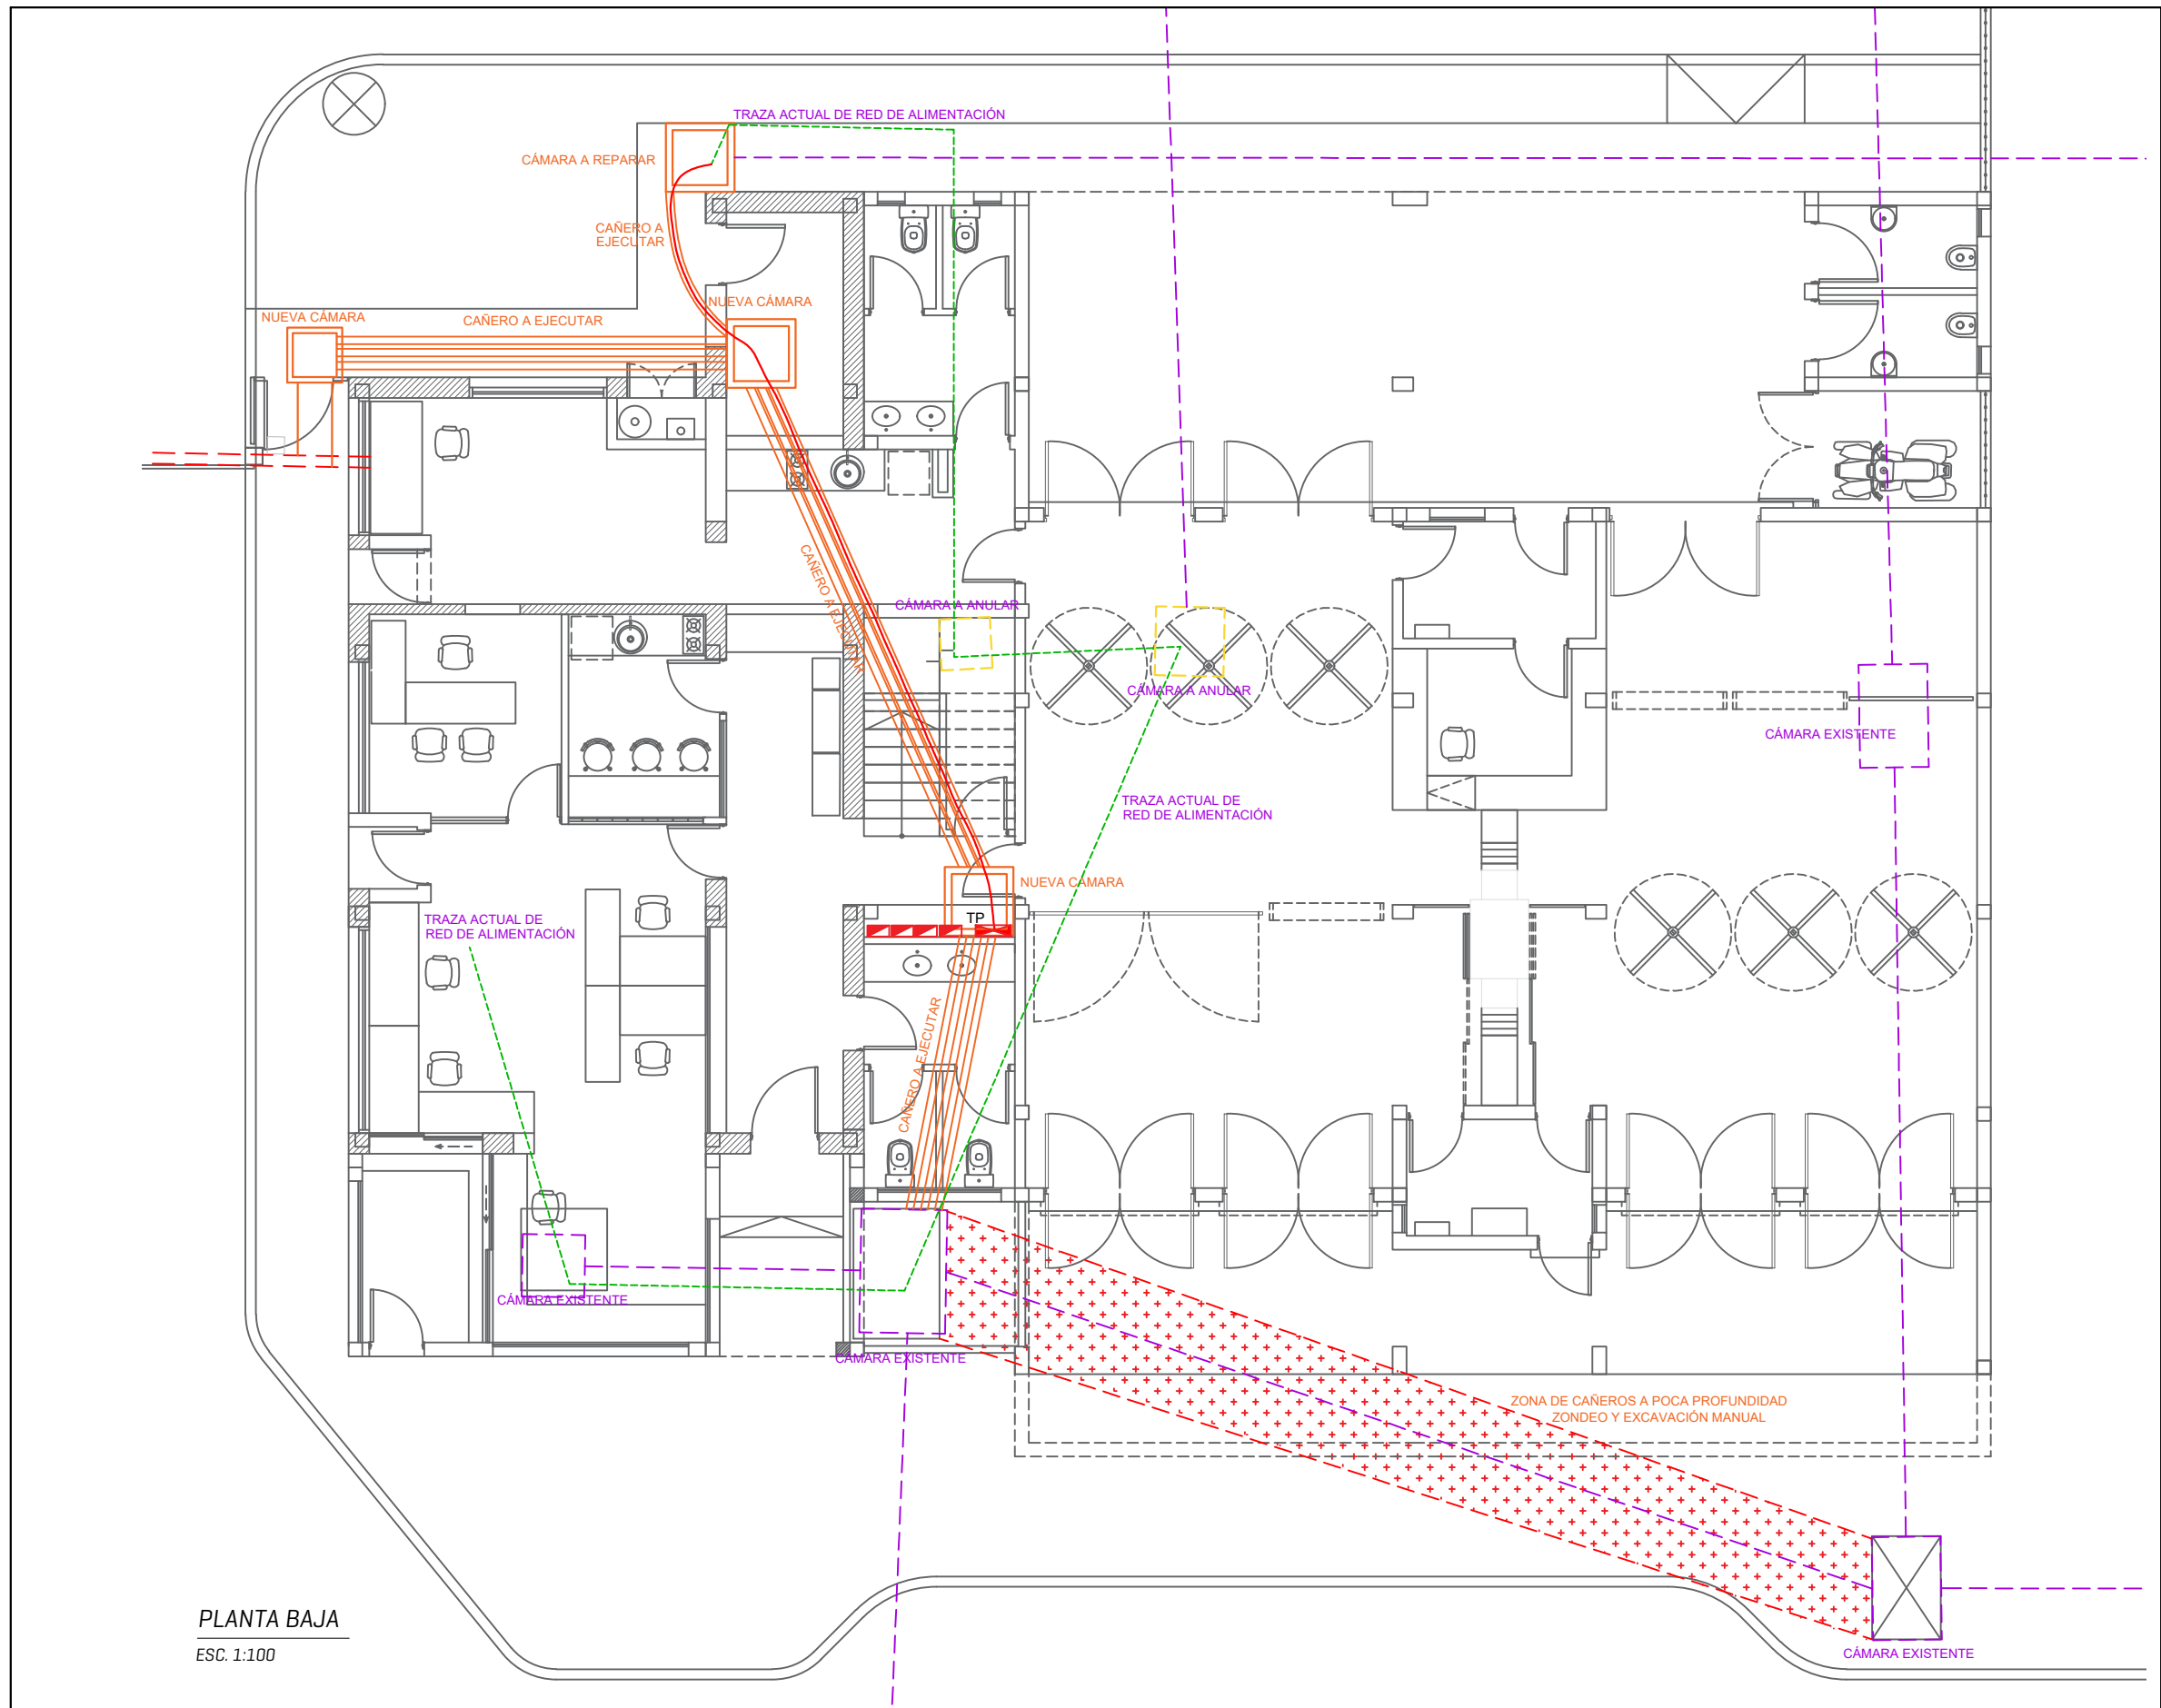 TRAZA ACTUAL DE RED DE ALIMENTACIÓN
CÁMARA A REPARAR
CAÑERO A
EJECUTAR
NUEVA CÁMARA
NUEVA CÁMARA
CAÑERO A EJECUTAR
CAÑERO A EJECUTAR
CÁMARA A ANULAR
CÁMARA A ANULAR
CÁMARA EXISTENTE
TRAZA ACTUAL DE
RED DE ALIMENTACIÓN
NUEVA CÁMARA
TP
TRAZA ACTUAL DE
RED DE ALIMENTACIÓN
CAÑERO A EJECUTAR
CÁMARA EXISTENTE
CÁMARA EXISTENTE
ZONA DE CAÑEROS A POCA PROFUNDIDAD
ZONDEO Y EXCAVACIÓN MANUAL
PLANTA BAJA
ESC. 1:100
CÁMARA EXISTENTE